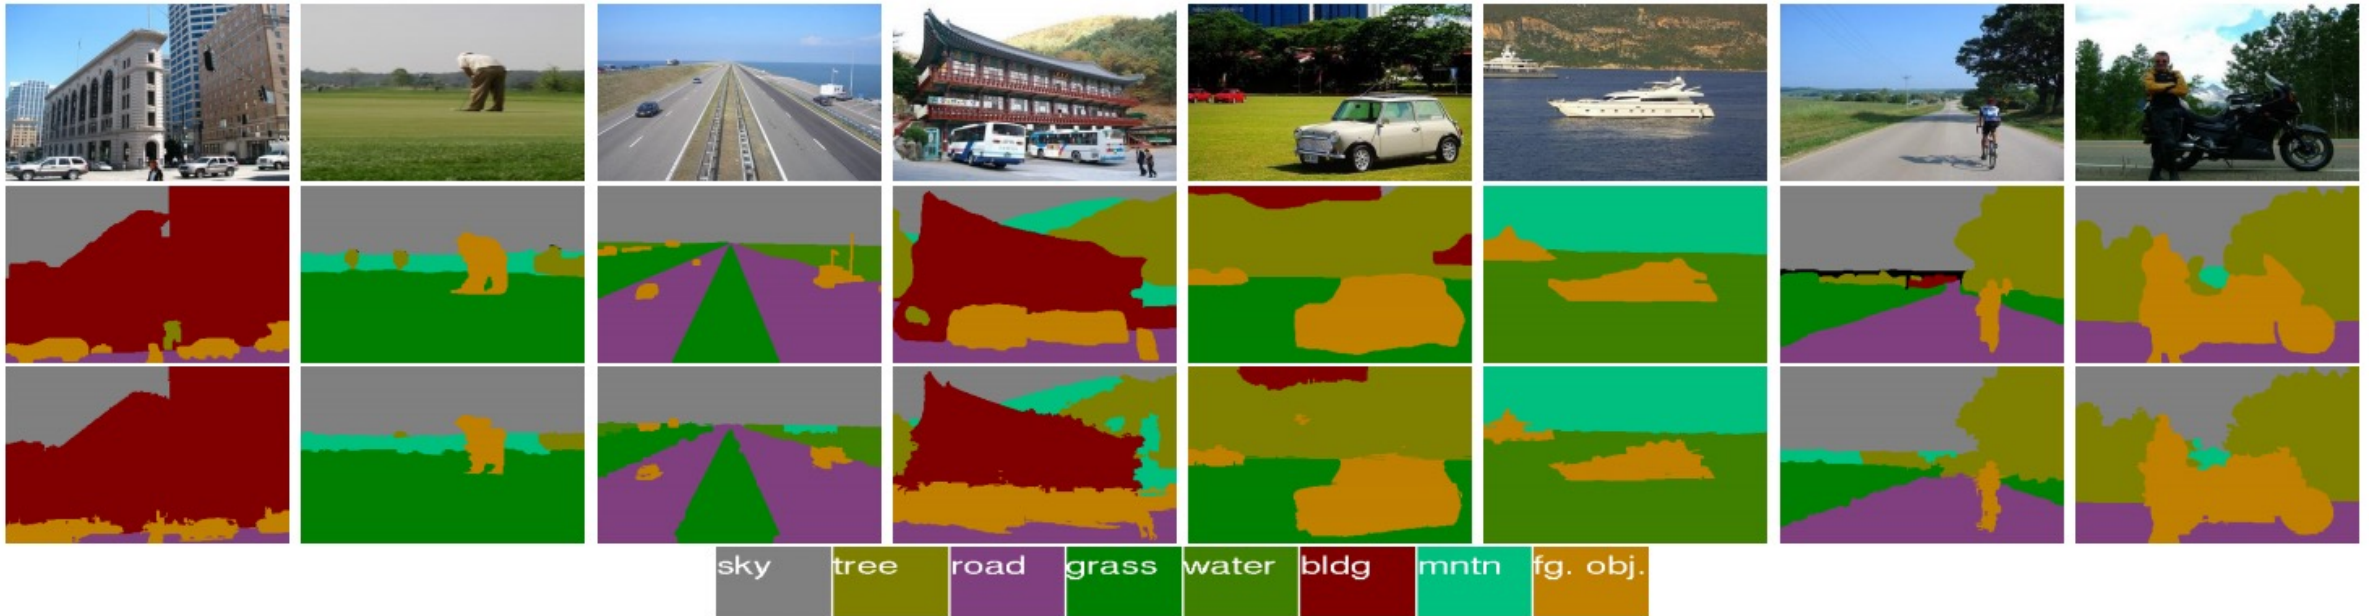 sky tree road grass water bldg mntn fg. obj.